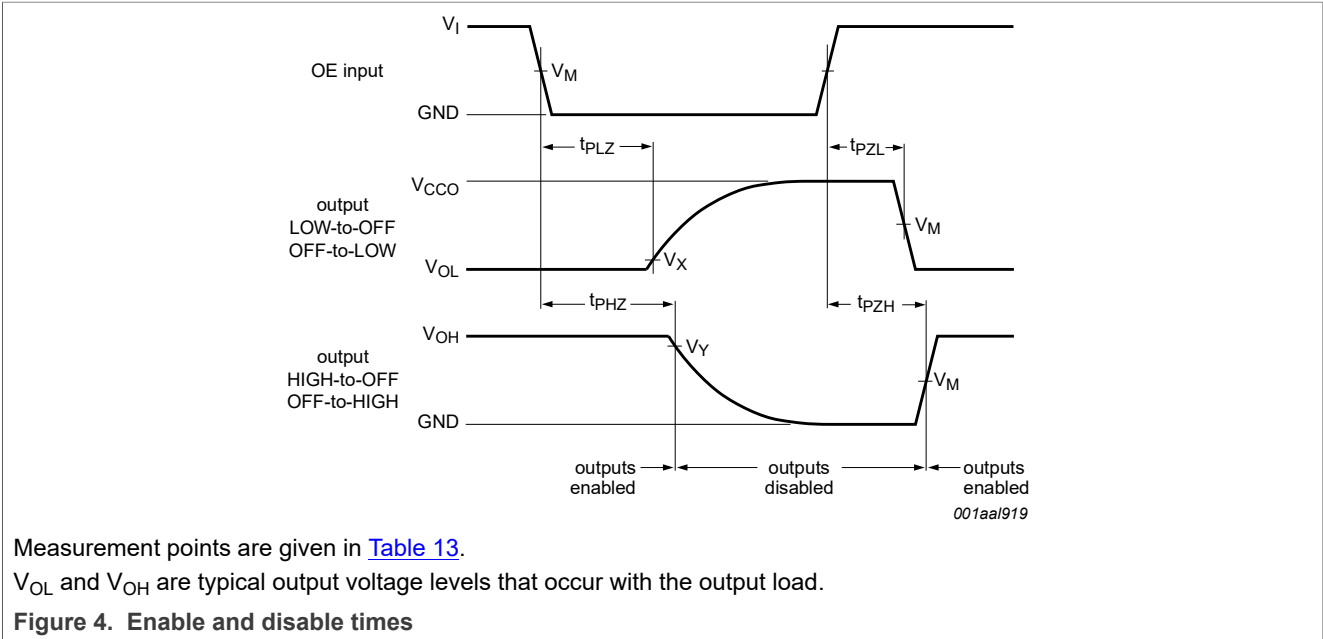 V_I
OE input
V_M
GND
t_PLZ
t_PZL
V_CCO
output
LOW-to-OFF
OFF-to-LOW
V_M
V_OL
V_X
t_PHZ
t_PZH
V_OH
output
HIGH-to-OFF
OFF-to-HIGH
V_Y
V_M
GND
outputs
enabled
outputs
disabled
outputs
enabled
001aal919
Measurement points are given in Table 13.
V_OL and V_OH are typical output voltage levels that occur with the output load.
Figure 4. Enable and disable times